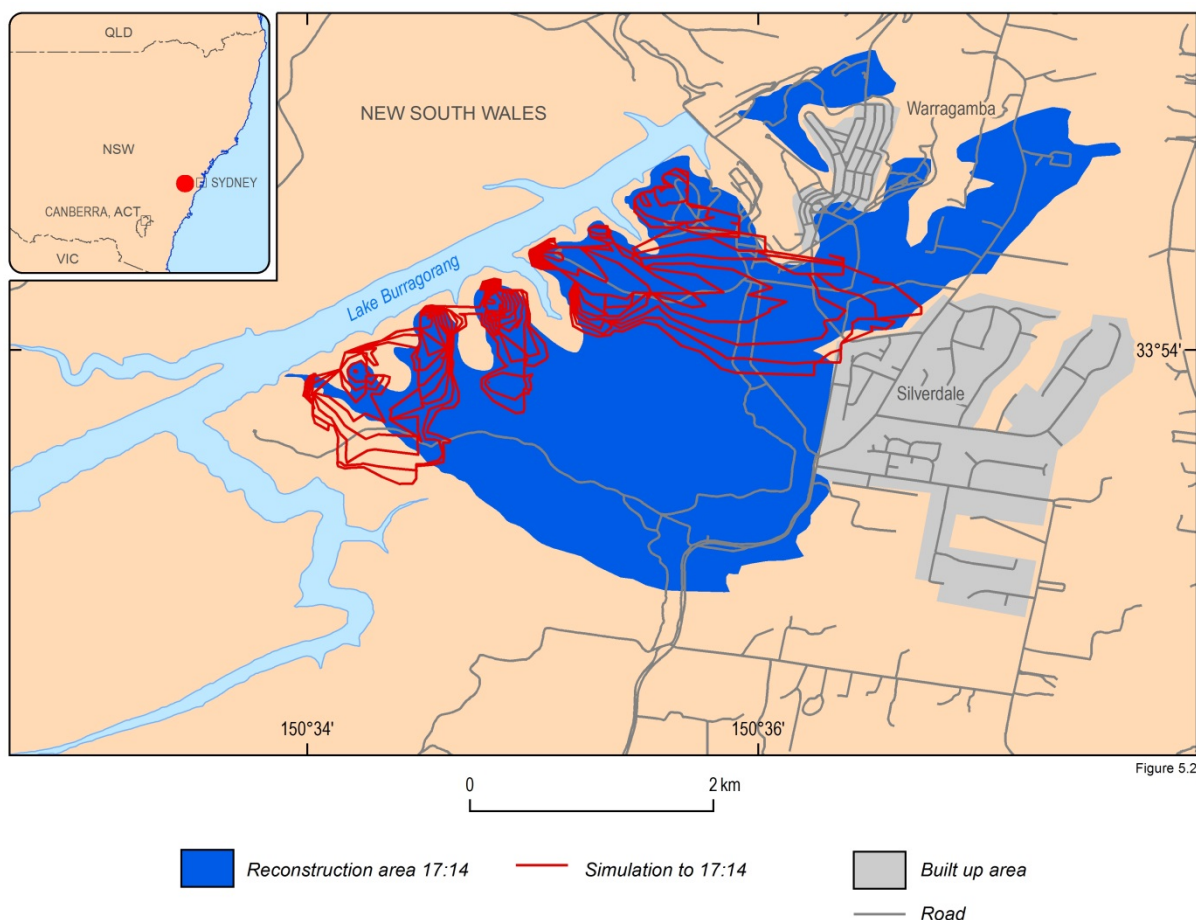 QLD
NSW
SYDNEY
CANBERRA, ACT
VIC
NEW SOUTH WALES
Warragamba
Lake Burragorang
33°54'
Silverdale
150°34'
150°36'
Figure 5.2
0 2 km
Reconstruction area 17:14
Simulation to 17:14
Built up area
Road